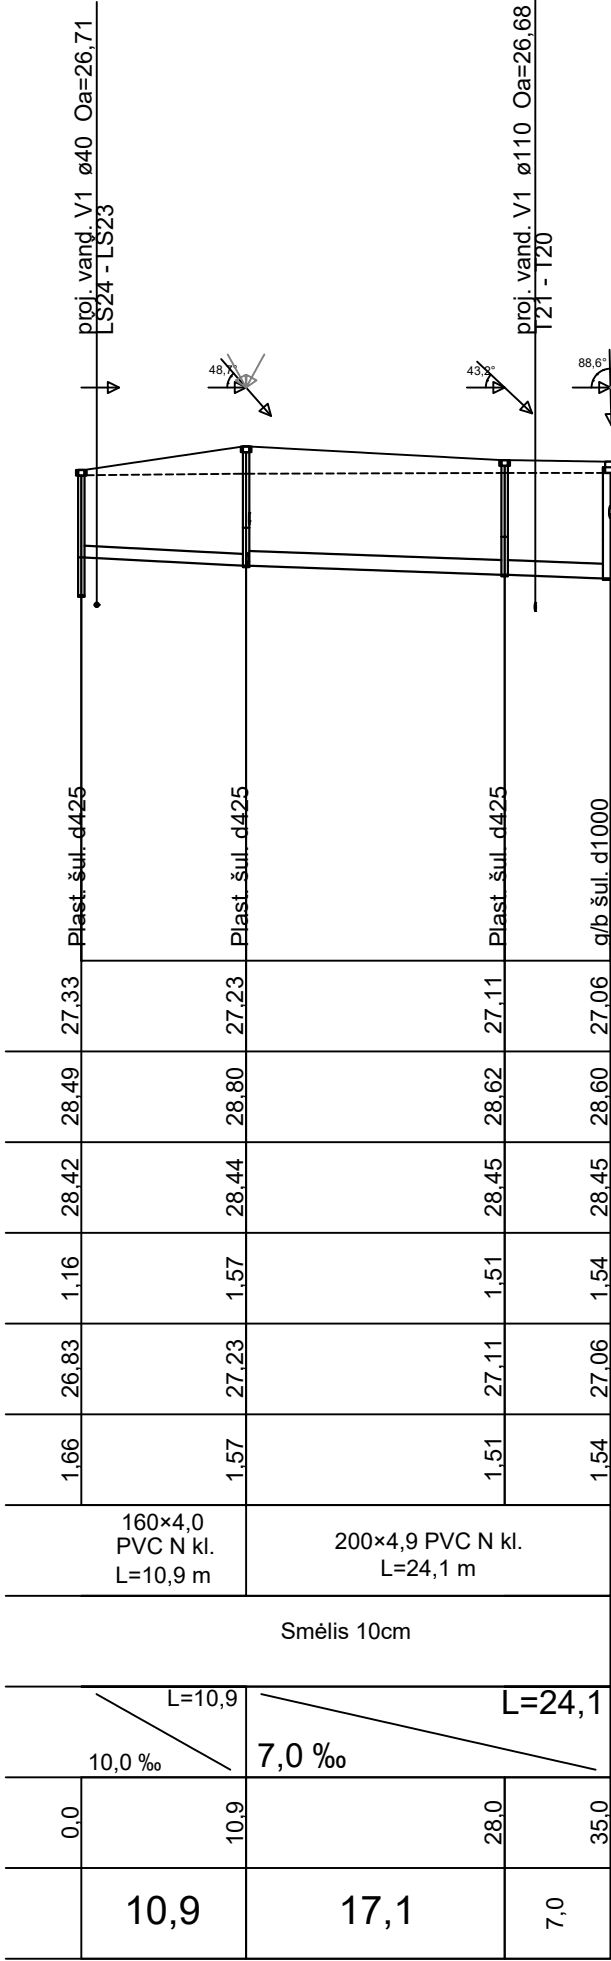 proj. vand. V1 ø40 Oa=26,71
LŠ24 - LŠ23
proj. vand. V1 ø110 Oa=26,68
T21 - T20
48,7°
43,2°
88,6°
Plast. šul. d425
Plast. šul. d425
Plast. šul. d425
g/b šul. d1000
27,33 27,23 27,11 27,06
28,49 28,80 28,62 28,60
28,42 28,44 28,45 28,45
1,16 1,57 1,51 1,54
26,83 27,23 27,11 27,06
1,66 1,57 1,51 1,54
160×4,0
PVC N kl.
L=10,9 m
200×4,9 PVC N kl.
L=24,1 m
Smėlis 10cm
L=10,9
10,0 ‰
L=24,1
7,0 ‰
0,0 10,9 28,0 35,0
10,9 17,1 7,0